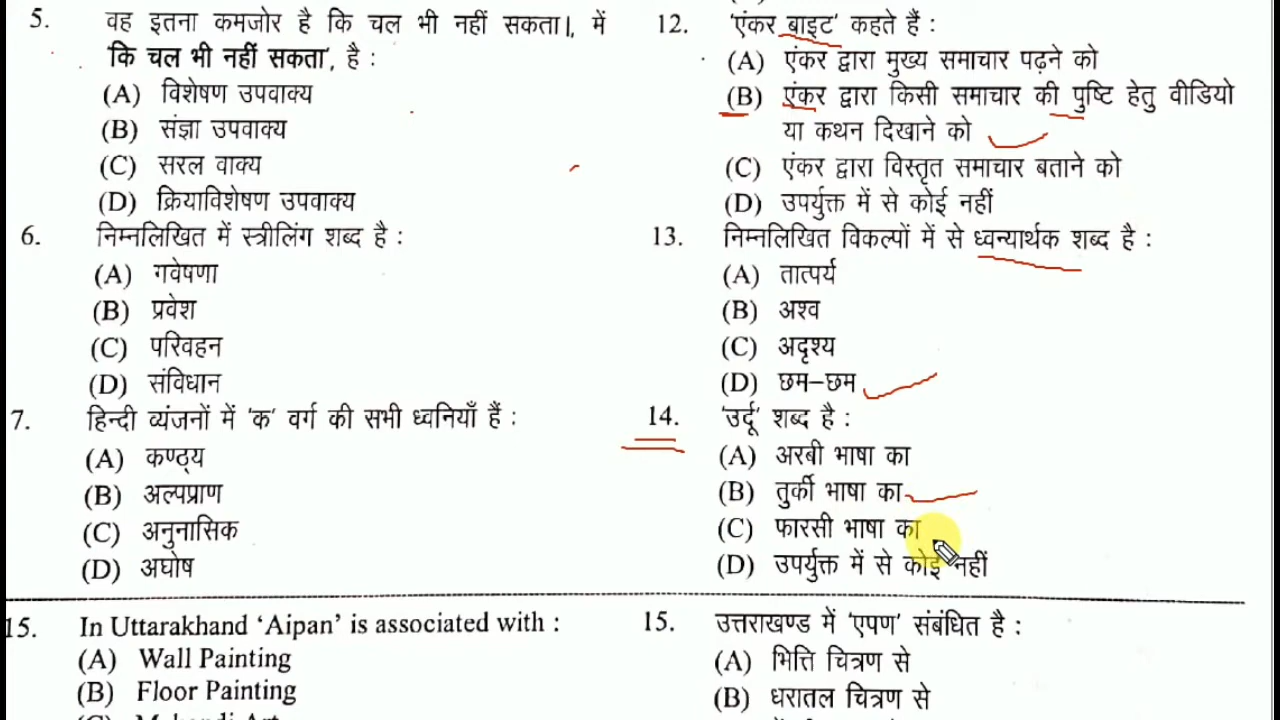 5. वह इतना कमजोर है कि चल भी नहीं सकता।, में
कि चल भी नहीं सकता', है :
(A) विशेषण उपवाक्य
(B) संज्ञा उपवाक्य
(C) सरल वाक्य
(D) क्रियाविशेषण उपवाक्य
6. निम्नलिखित में स्त्रीलिंग शब्द है :
(A) गवेषणा
(B) प्रवेश
(C) परिवहन
(D) संविधान
7. हिन्दी व्यंजनों में 'क' वर्ग की सभी ध्वनियाँ हैं :
(A) कण्ठ्य
(B) अल्पप्राण
(C) अनुनासिक
(D) अघोष
12. 'एंकर बाइट' कहते हैं :
(A) एंकर द्वारा मुख्य समाचार पढ़ने को
(B) एंकर द्वारा किसी समाचार की पुष्टि हेतु वीडियो
या कथन दिखाने को
(C) एंकर द्वारा विस्तृत समाचार बताने को
(D) उपर्युक्त में से कोई नहीं
13. निम्नलिखित विकल्पों में से ध्वन्यार्थक शब्द है :
(A) तात्पर्य
(B) अश्व
(C) अदृश्य
(D) छम-छम
14. 'उर्दू' शब्द है :
(A) अरबी भाषा का
(B) तुर्की भाषा का
(C) फारसी भाषा का
(D) उपर्युक्त में से कोई नहीं
15. In Uttarakhand 'Aipan' is associated with :
(A) Wall Painting
(B) Floor Painting
15. उत्तराखण्ड में 'एपण' संबंधित है :
(A) भित्ति चित्रण से
(B) धरातल चित्रण से